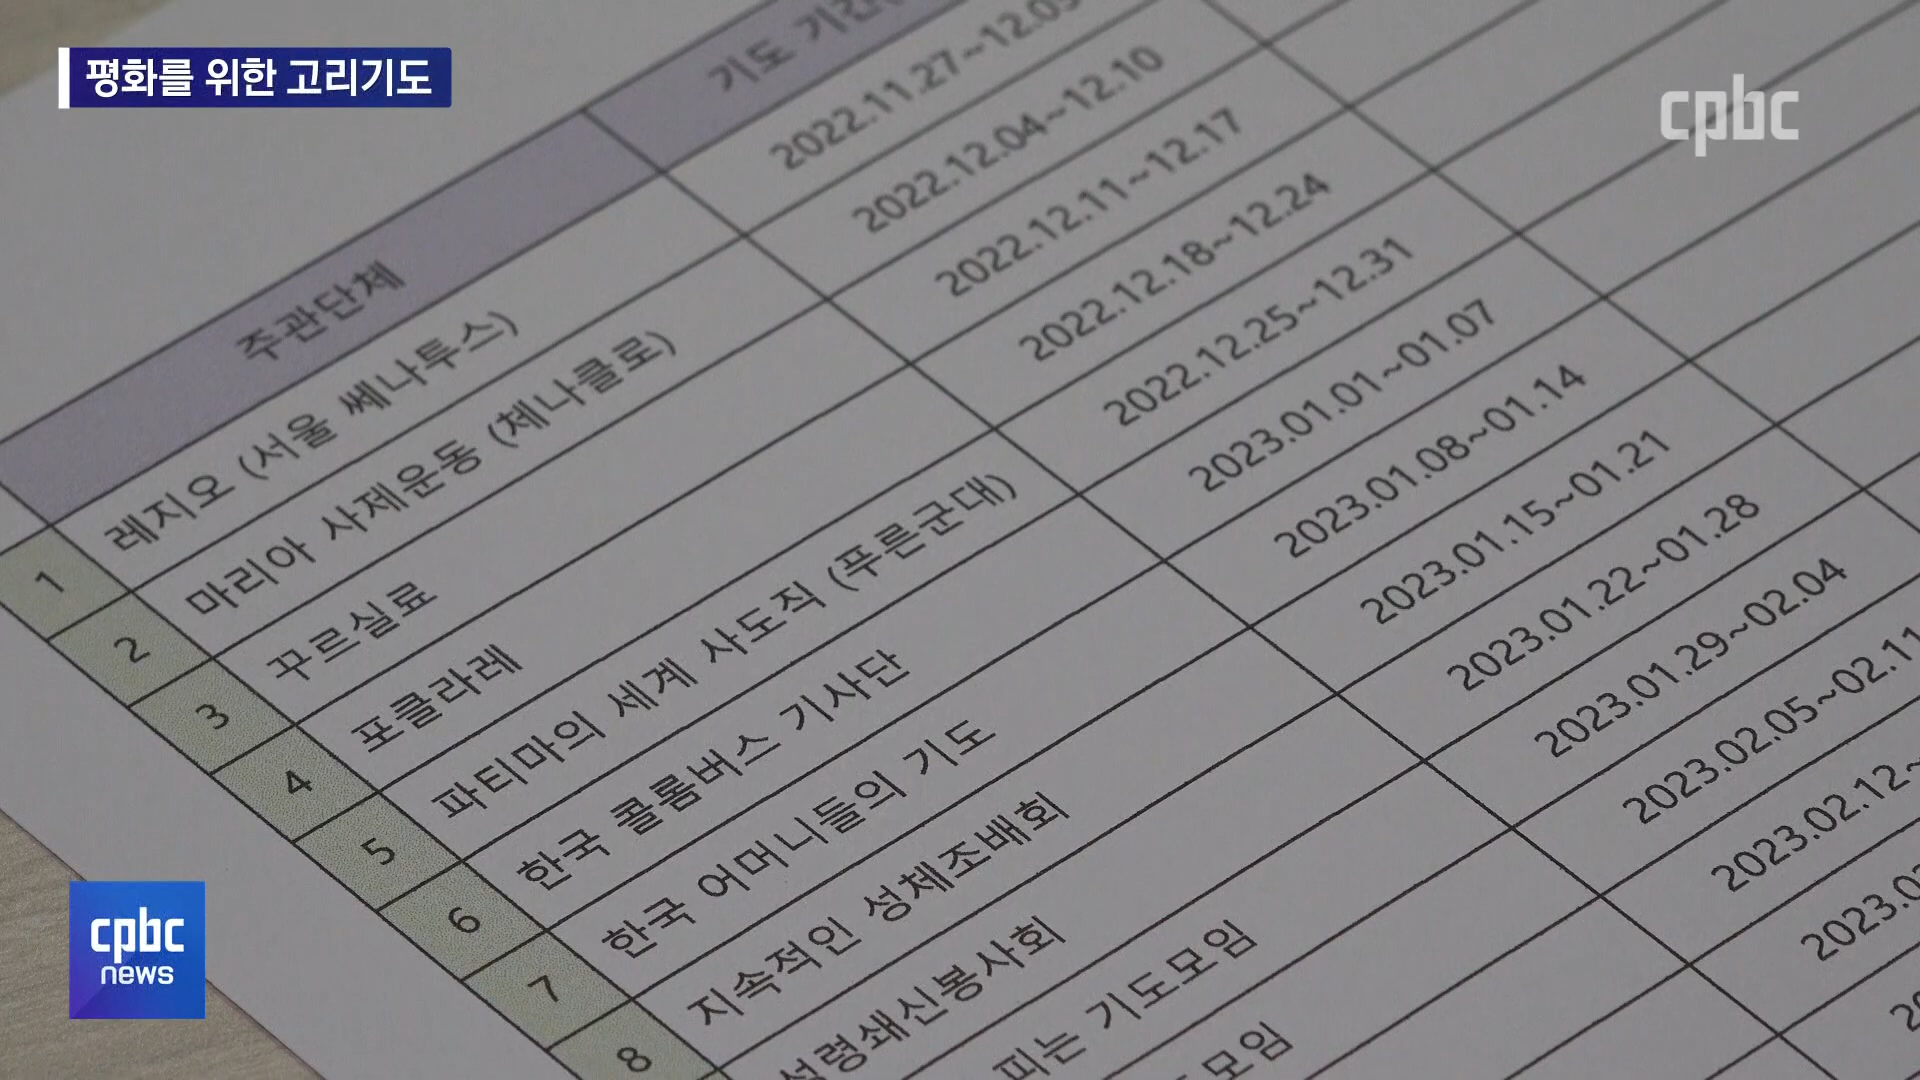 평화를 위한 고리기도
cpbc
주관단체 기도 기간
1 레지오 (서울 쎄나투스) 2022.11.27~12.03
2 마리아 사제운동 (체나클로) 2022.12.04~12.10
3 꾸르실료 2022.12.11~12.17
4 포콜라레 2022.12.18~12.24
5 파티마의 세계 사도직 (푸른군대) 2022.12.25~12.31
6 한국 콜롬버스 기사단 2023.01.01~01.07
7 한국 어머니들의 기도 2023.01.08~01.14
8 지속적인 성체조배회 2023.01.15~01.21
성령쇄신봉사회 2023.01.22~01.28
피는 기도모임 2023.01.29~02.04
모임 2023.02.05~02.11
2023.02.12~
cpbc
news